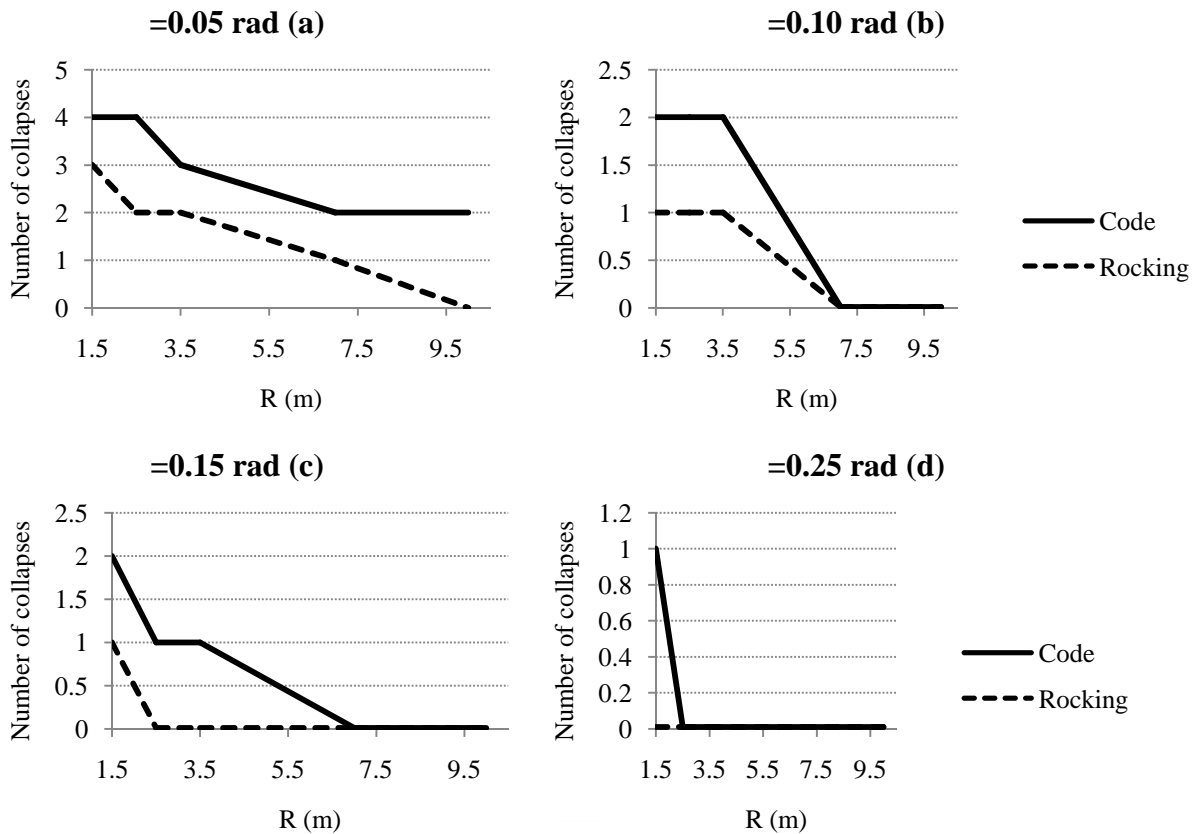 =0.05 rad (a)
Number of collapses
5
4
3
2
1
0
1.5 3.5 5.5 7.5 9.5
R (m)
=0.10 rad (b)
Number of collapses
2.5
2
1.5
1
0.5
0
1.5 3.5 5.5 7.5 9.5
R (m)
Code
Rocking
=0.15 rad (c)
Number of collapses
2.5
2
1.5
1
0.5
0
1.5 3.5 5.5 7.5 9.5
R (m)
=0.25 rad (d)
Number of collapses
1.2
1
0.8
0.6
0.4
0.2
0
1.5 3.5 5.5 7.5 9.5
R (m)
Code
Rocking